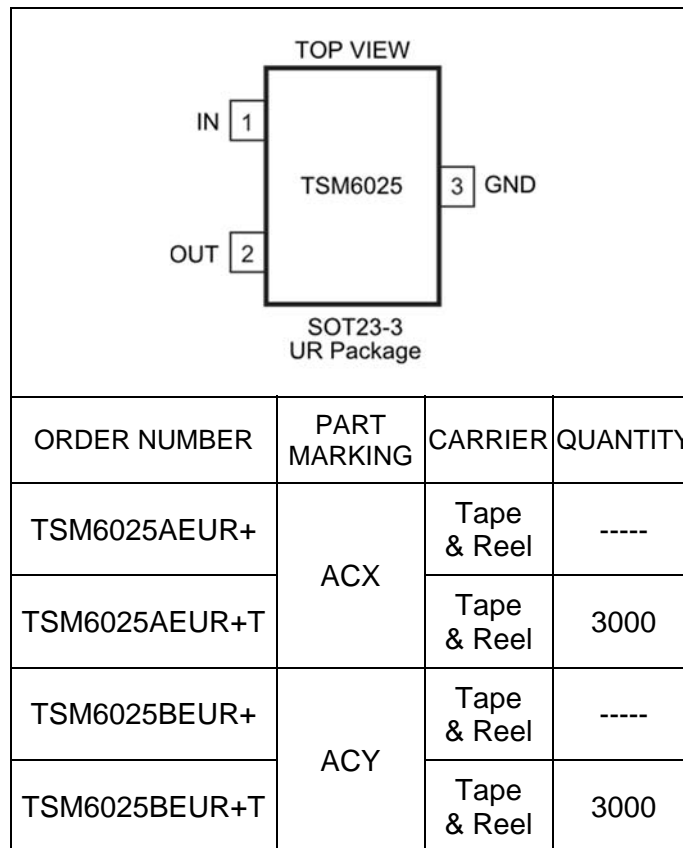 TOP VIEW
IN 1
TSM6025
3 GND
OUT 2
SOT23-3
UR Package
ORDER NUMBER PART MARKING CARRIER QUANTITY
TSM6025AEUR+ ACX Tape & Reel -----
TSM6025AEUR+T Tape & Reel 3000
TSM6025BEUR+ ACY Tape & Reel -----
TSM6025BEUR+T Tape & Reel 3000